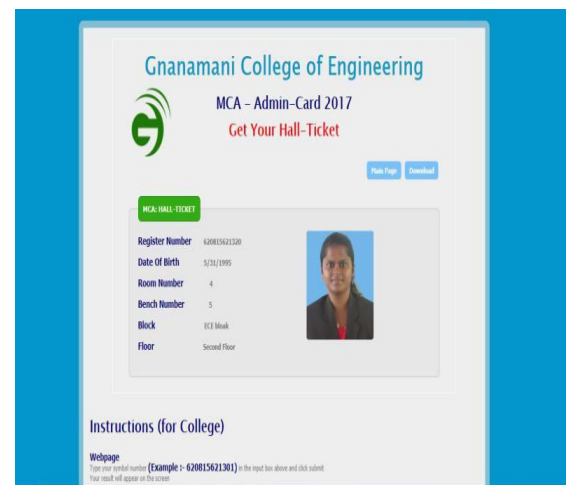 Gnanamani College of Engineering
MCA - Admin-Card 2017
Get Your Hall-Ticket
Main Page Download
MCA: HALL-TICKET
Register Number 620815621320
Date Of Birth 5/31/1995
Room Number 4
Bench Number 5
Block ECE bloak
Floor Second Floor
Instructions (for College)
Webpage
Type your symbol number (Example :- 620815621301) in the input box above and click submit
Your result will appear on the screen